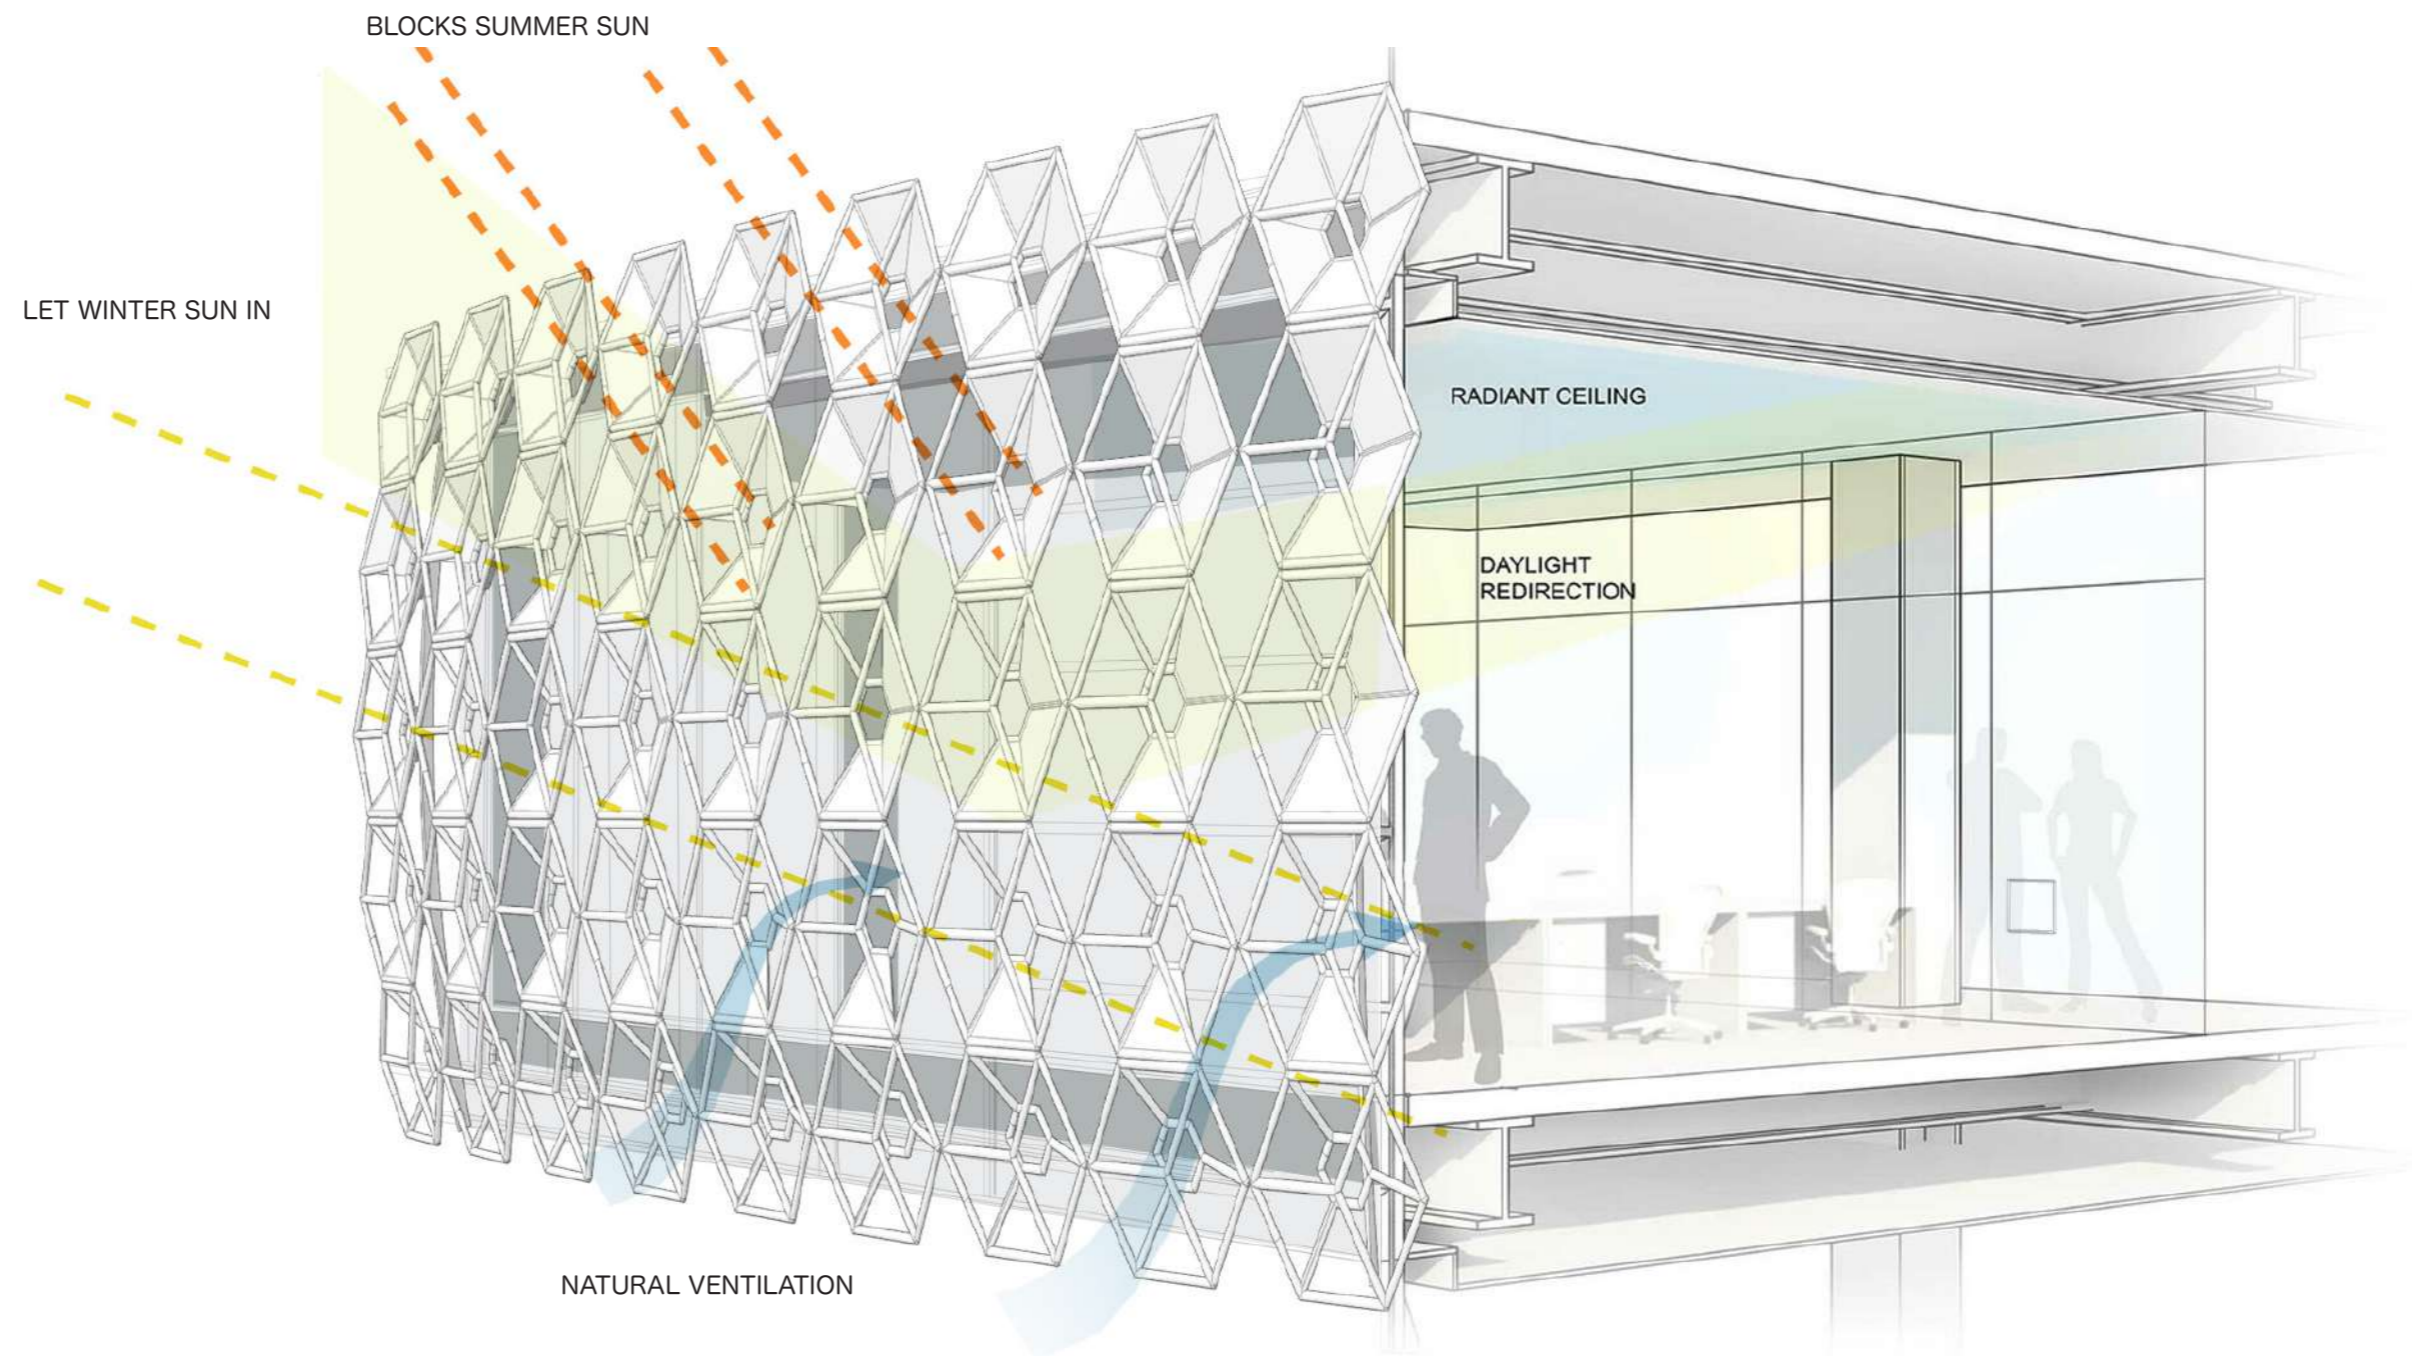 BLOCKS SUMMER SUN
LET WINTER SUN IN
RADIANT CEILING
DAYLIGHT
REDIRECTION
NATURAL VENTILATION